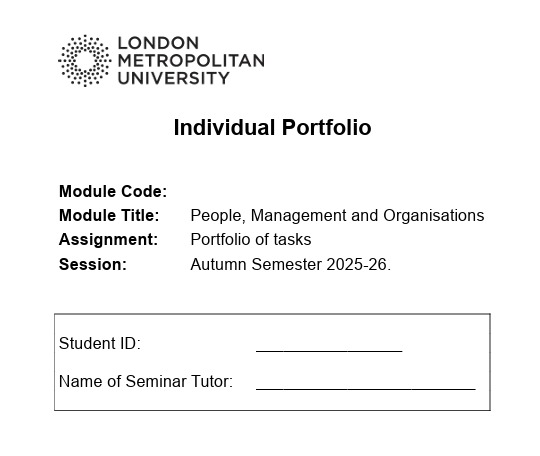 LONDON
METROPOLITAN
UNIVERSITY
Individual Portfolio
Module Code:
Module Title: People, Management and Organisations
Assignment: Portfolio of tasks
Session: Autumn Semester 2025-26.
Student ID: ________________
Name of Seminar Tutor: ________________________